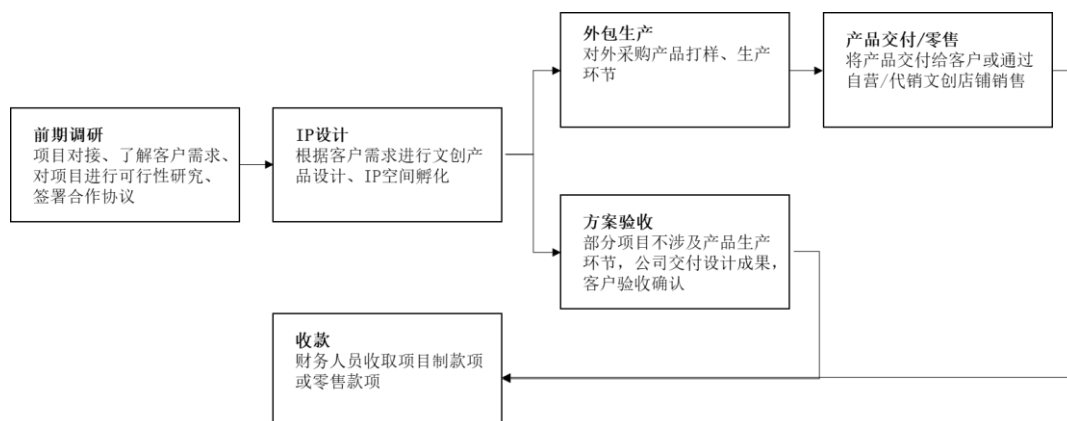 前期调研
项目对接、了解客户需求、
对项目进行可行性研究、
签署合作协议
IP设计
根据客户需求进行文创产
品设计、IP空间孵化
外包生产
对外采购产品打样、生产
环节
产品交付/零售
将产品交付给客户或通过
自营/代销文创店铺销售
方案验收
部分项目不涉及产品生产
环节，公司交付设计成果，
客户验收确认
收款
财务人员收取项目制款项
或零售款项